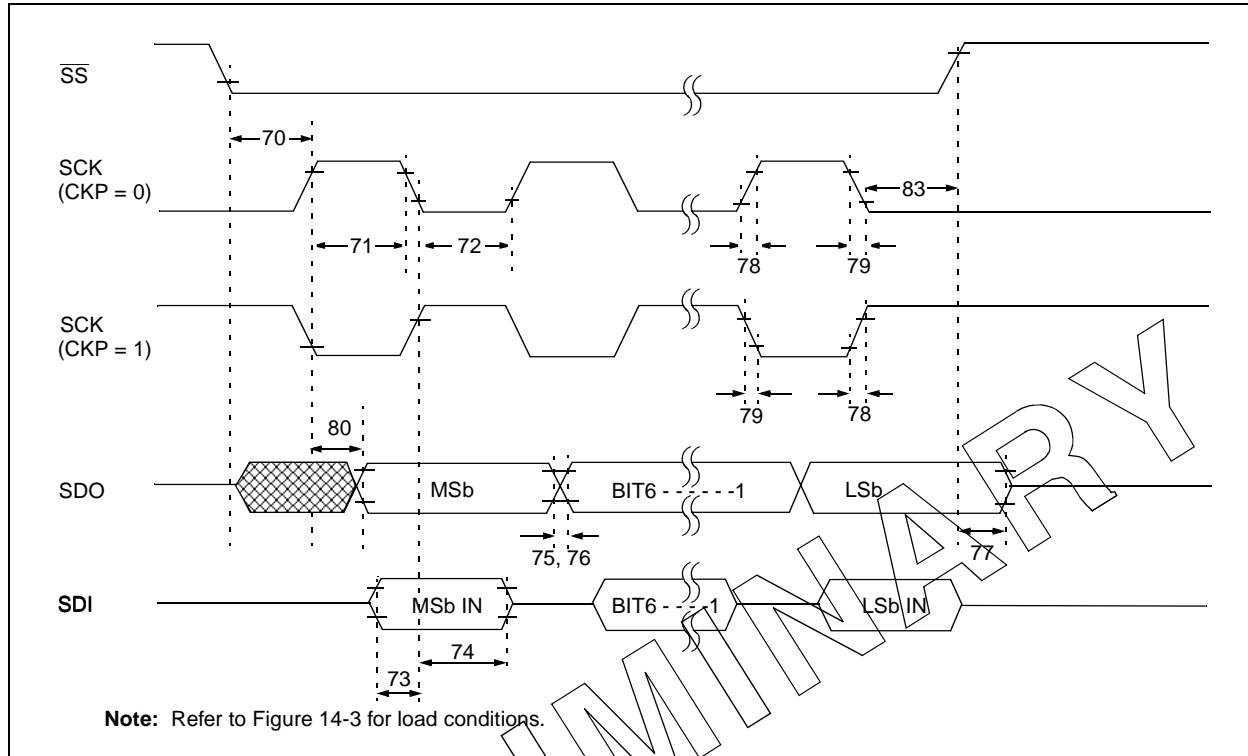 SS
70
SCK
(CKP = 0)
83
71
72
78
79
SCK
(CKP = 1)
79
78
80
SDO
MSb
BIT6 - - - - - - -1
LSb
75, 76
77
SDI
MSb IN
BIT6 - - - - - -1
LSb IN
74
73
Note: Refer to Figure 14-3 for load conditions.
IMINARY